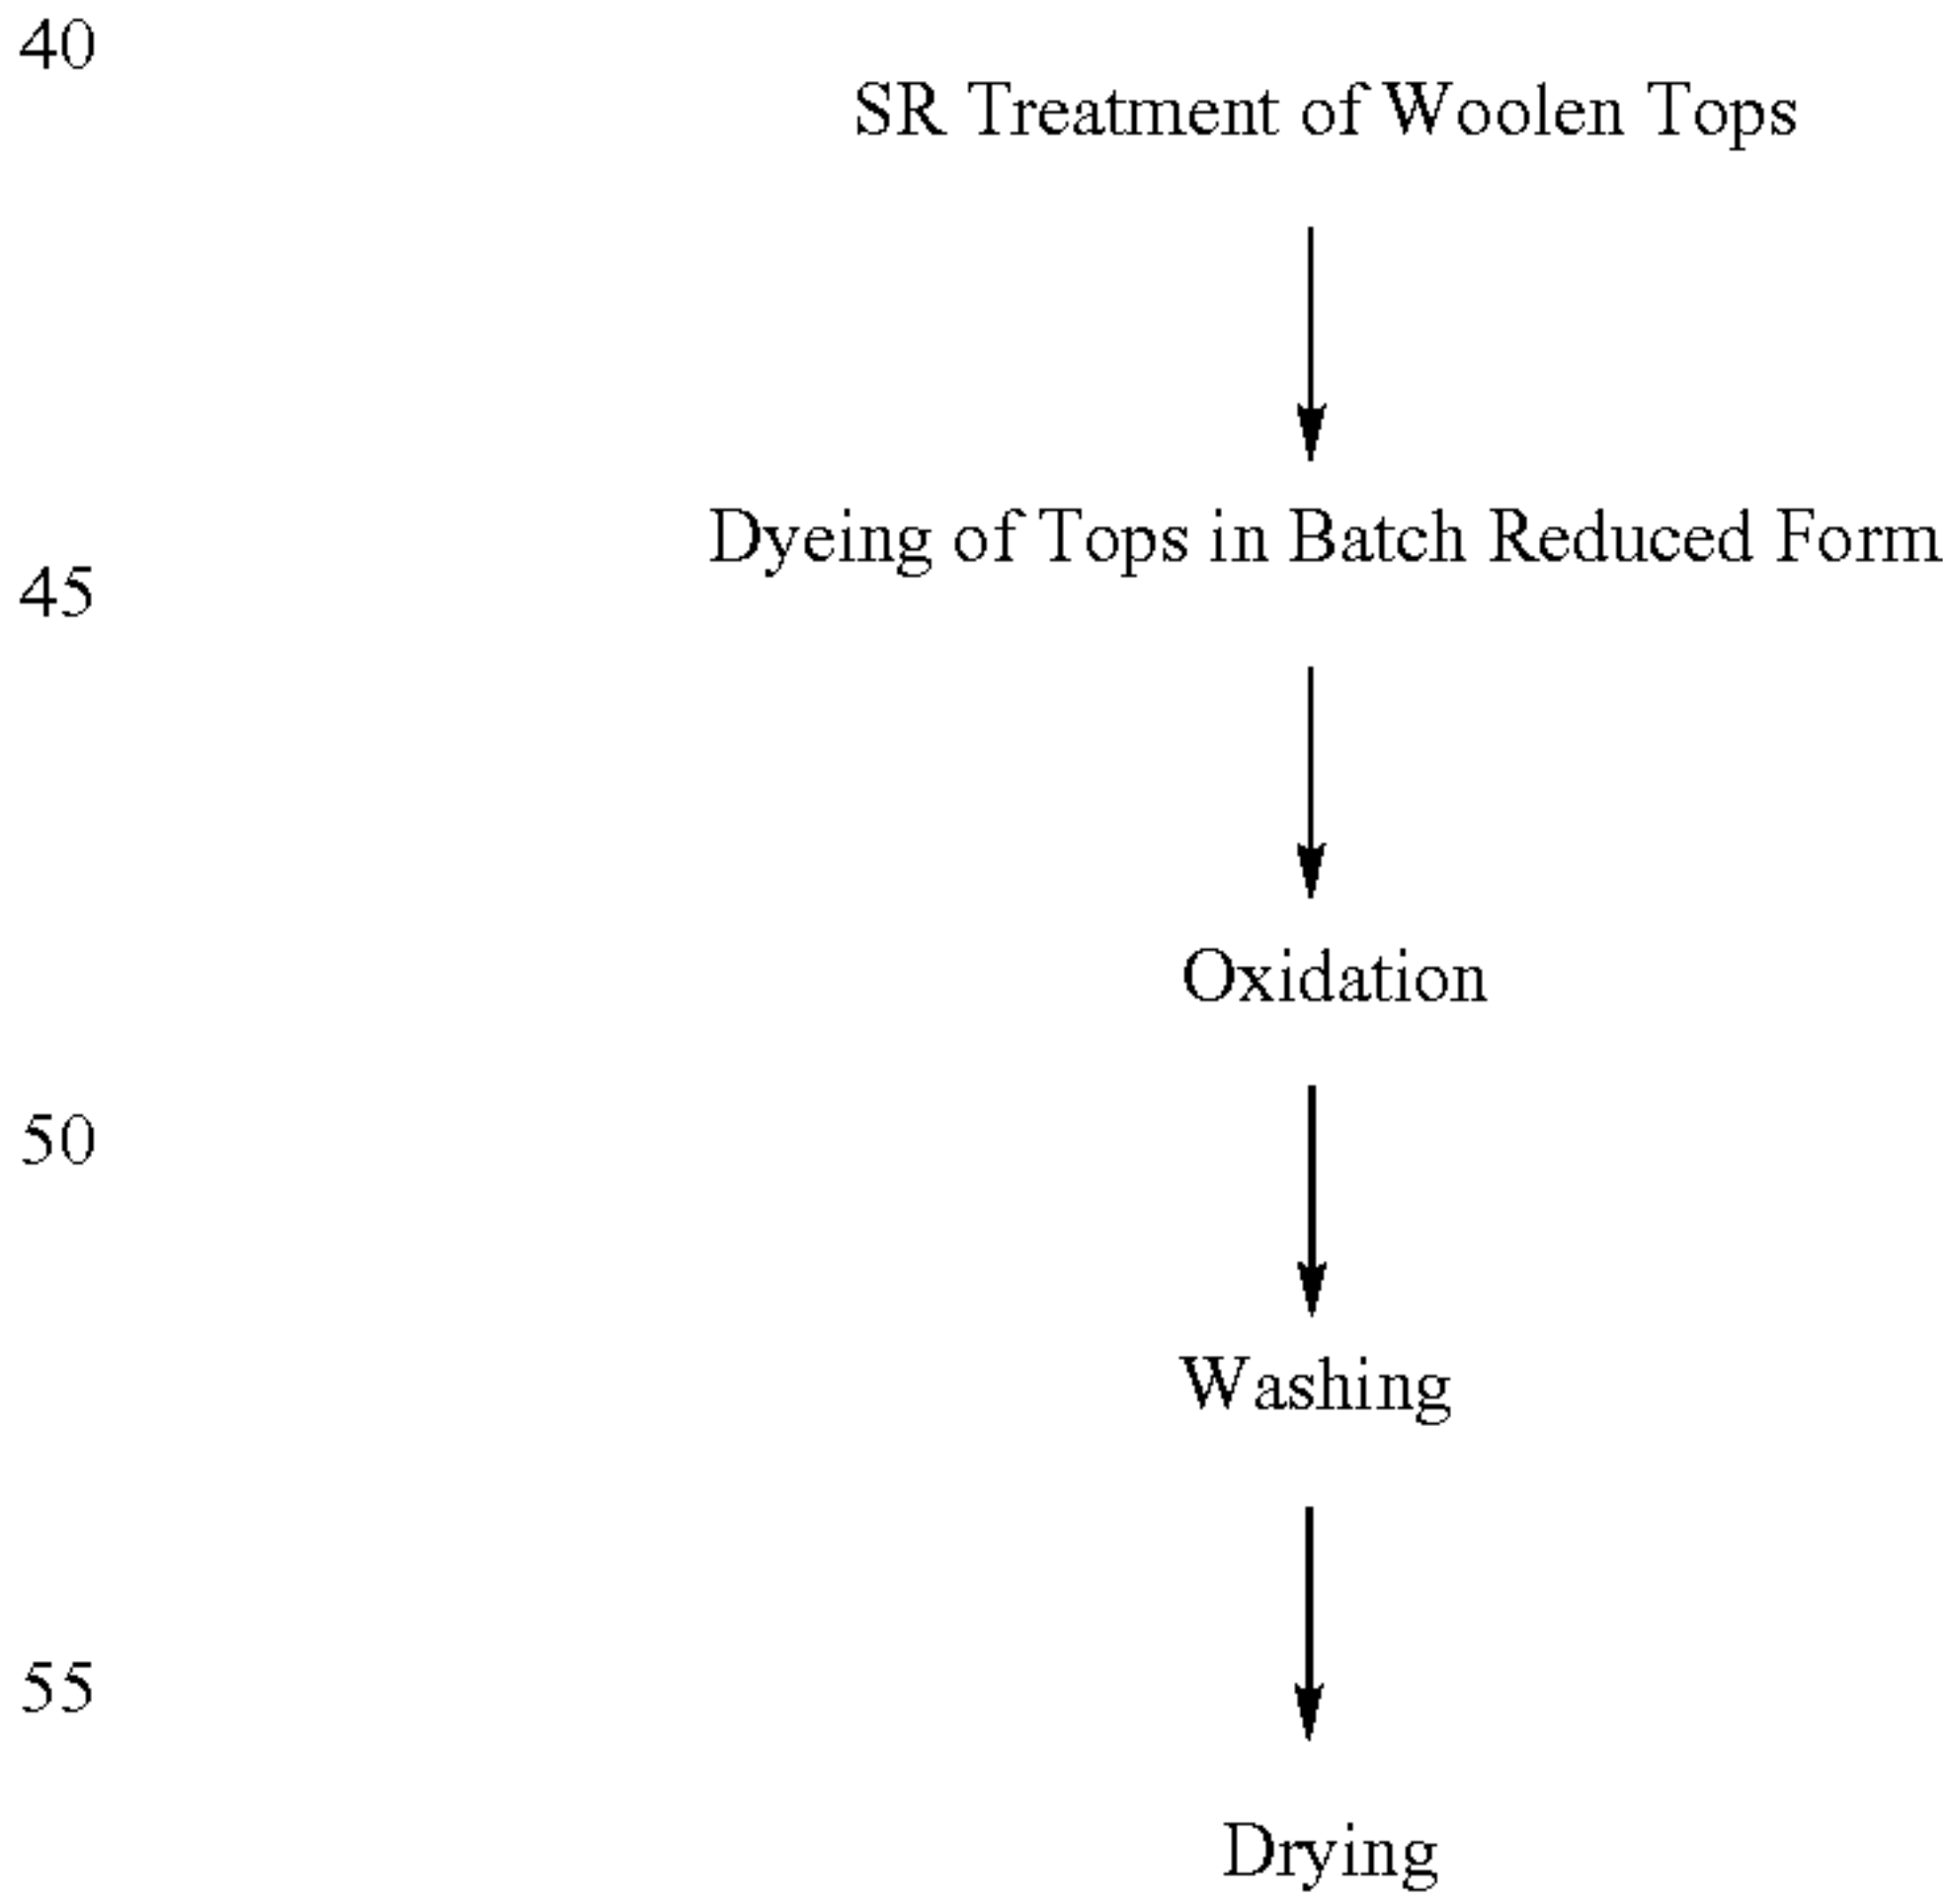 40
SR Treatment of Woolen Tops
Dyeing of Tops in Batch Reduced Form
45
Oxidation
50
Washing
55
Drying